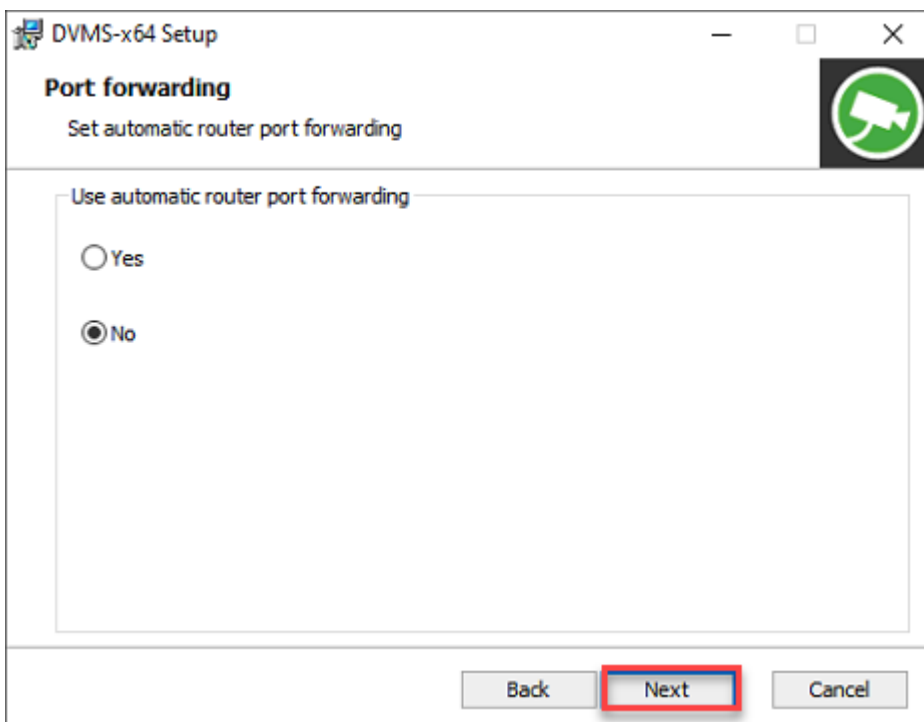 DVMS-x64 Setup
Port forwarding
Set automatic router port forwarding
Use automatic router port forwarding
Yes
No
Back Next Cancel